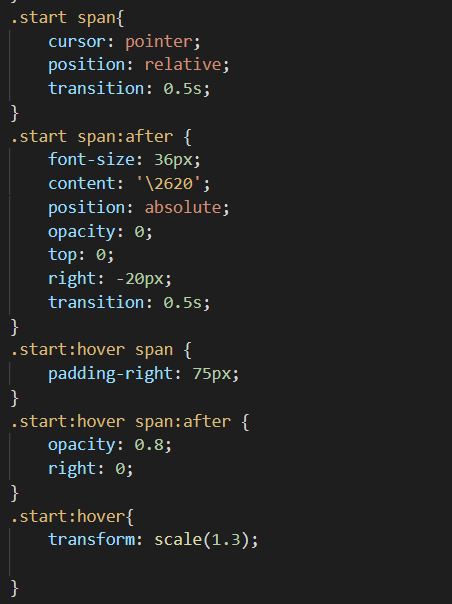 .start span{
    cursor: pointer;
    position: relative;
    transition: 0.5s;
}
.start span:after {
    font-size: 36px;
    content: '\2620';
    position: absolute;
    opacity: 0;
    top: 0;
    right: -20px;
    transition: 0.5s;
}
.start:hover span {
    padding-right: 75px;
}
.start:hover span:after {
    opacity: 0.8;
    right: 0;
}
.start:hover{
    transform: scale(1.3);

}